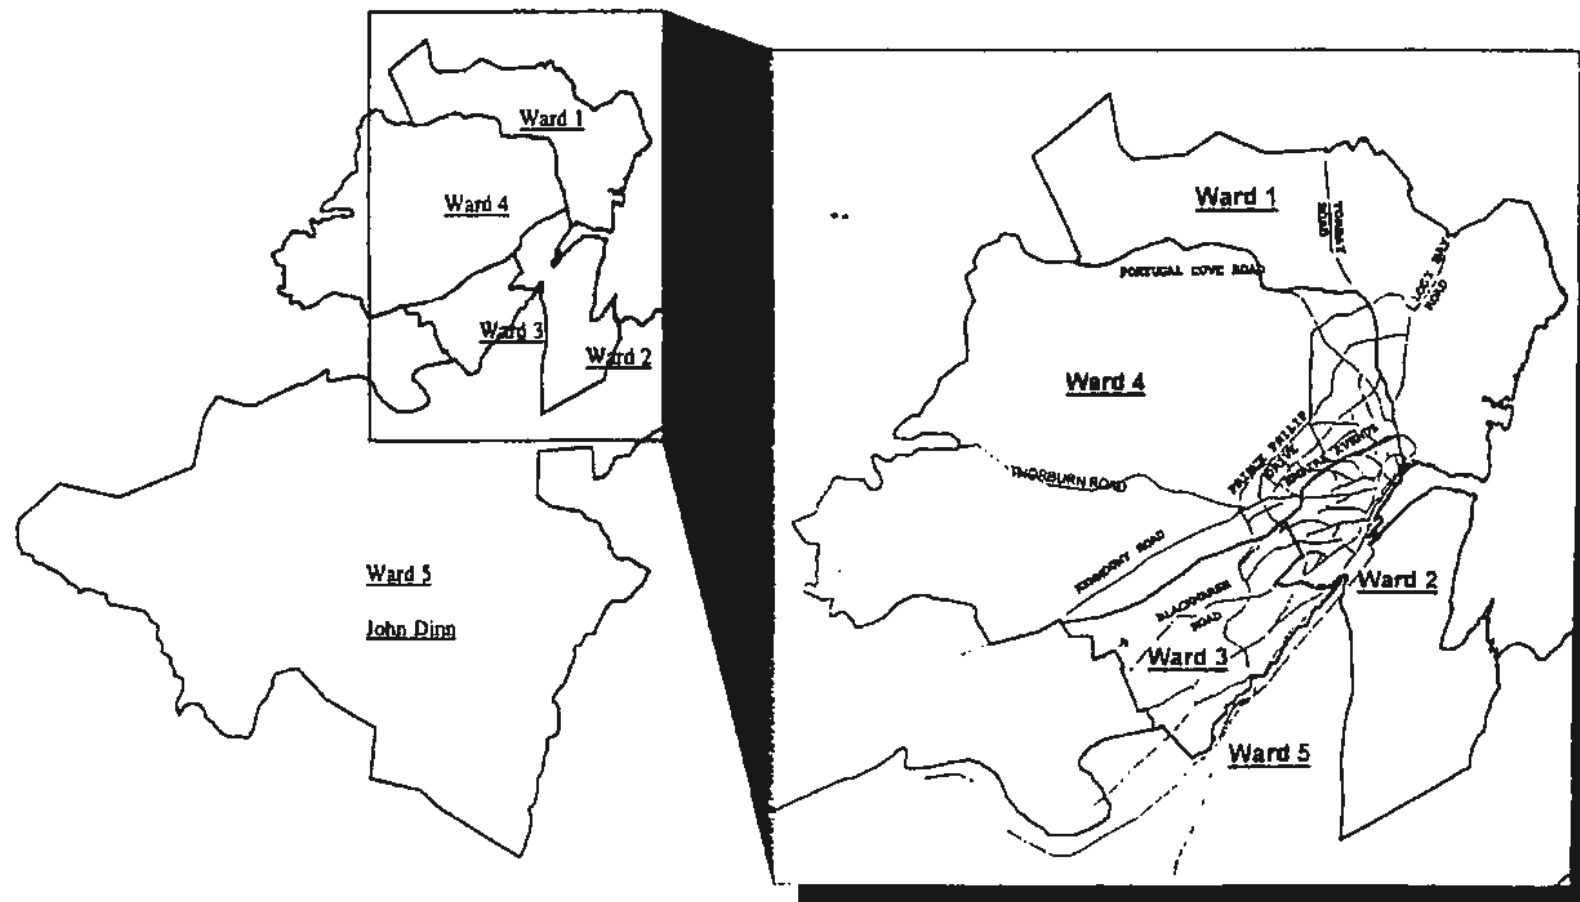 Ward 1
Ward 4
Ward 3
Ward 2
Ward 5
John Dinn
Ward 1
TORBAY
ROAD
LOGY BAY
ROAD
PORTUGAL COVE ROAD
Ward 4
PRINCE PHILIP
DRIVE
EMPIRE AVENUE
THORBURN ROAD
KENMOUNT ROAD
BLACKMARSH
ROAD
Ward 2
Ward 3
Ward 5